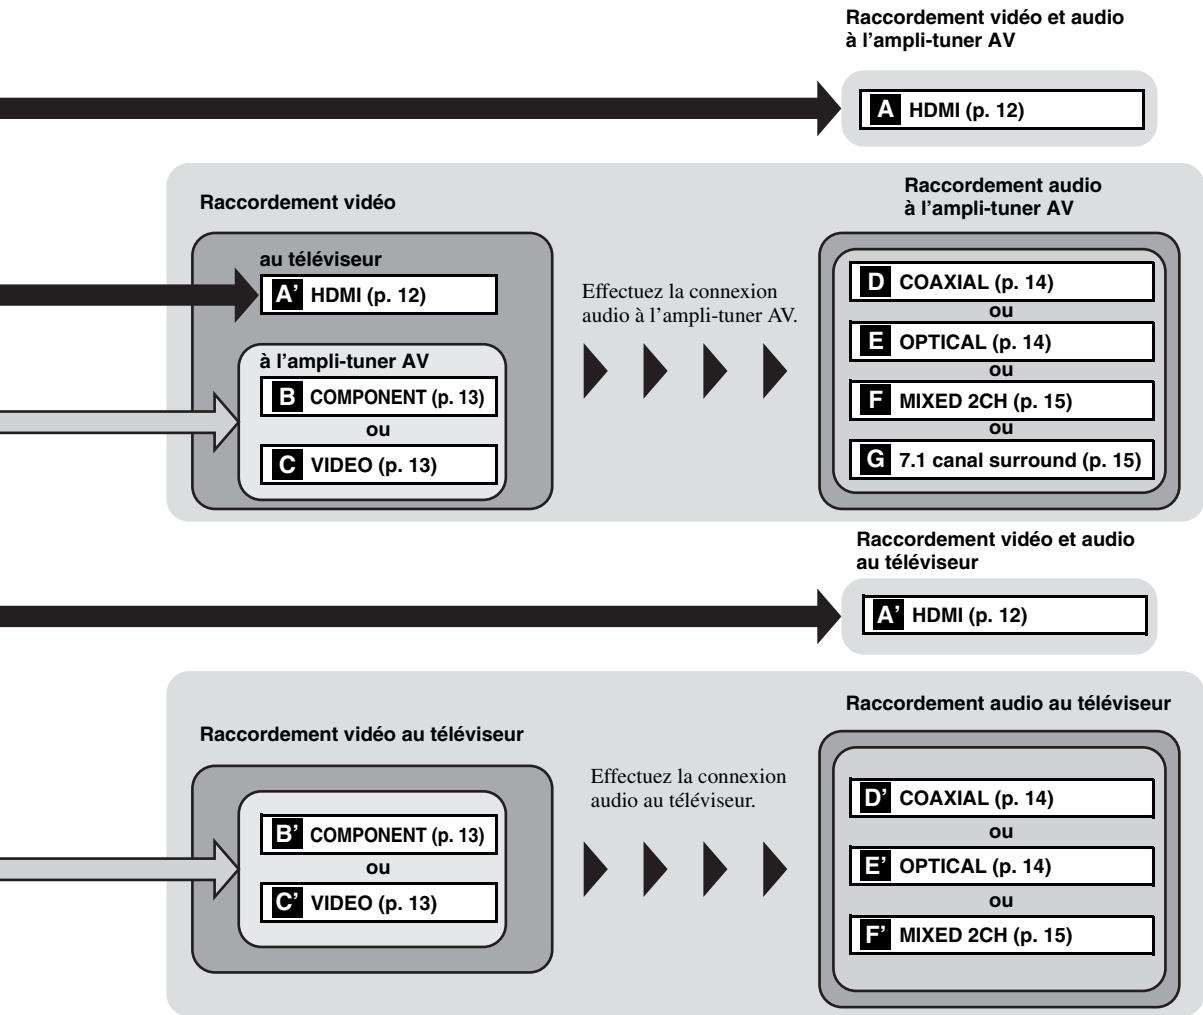 Raccordement vidéo et audio
à l'ampli-tuner AV
A HDMI (p. 12)
Raccordement vidéo
au téléviseur
A' HDMI (p. 12)
à l'ampli-tuner AV
B COMPONENT (p. 13)
ou
C VIDEO (p. 13)
Effectuez la connexion
audio à l'ampli-tuner AV.
Raccordement audio
à l'ampli-tuner AV
D COAXIAL (p. 14)
ou
E OPTICAL (p. 14)
ou
F MIXED 2CH (p. 15)
ou
G 7.1 canal surround (p. 15)
Raccordement vidéo et audio
au téléviseur
A' HDMI (p. 12)
Raccordement vidéo au téléviseur
B' COMPONENT (p. 13)
ou
C' VIDEO (p. 13)
Effectuez la connexion
audio au téléviseur.
Raccordement audio au téléviseur
D' COAXIAL (p. 14)
ou
E' OPTICAL (p. 14)
ou
F' MIXED 2CH (p. 15)